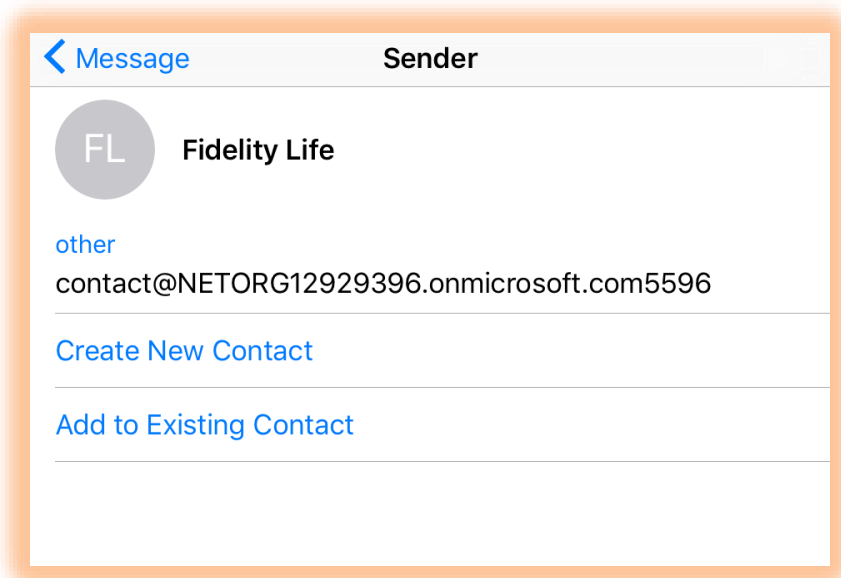 Message
Sender
FL
Fidelity Life
other
contact@NETORG12929396.onmicrosoft.com5596
Create New Contact
Add to Existing Contact